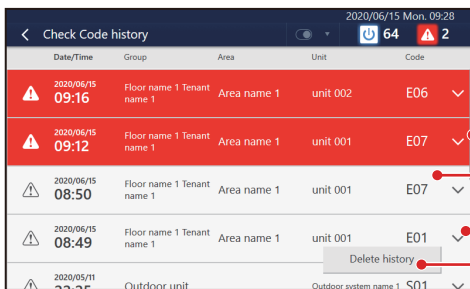 2020/06/15 Mon. 09:28
Check Code history 64 2
Date/Time Group Area Unit Code
2020/06/15
09:16 Floor name 1 Tenant name 1 Area name 1 unit 002 E06
2020/06/15
09:12 Floor name 1 Tenant name 1 Area name 1 unit 001 E07
2020/06/15
08:50 Floor name 1 Tenant name 1 Area name 1 unit 001 E07
2020/06/15
08:49 Floor name 1 Tenant name 1 Area name 1 unit 001 E01
Delete history
2020/05/11
Outdoor unit Outdoor system name 1 S01